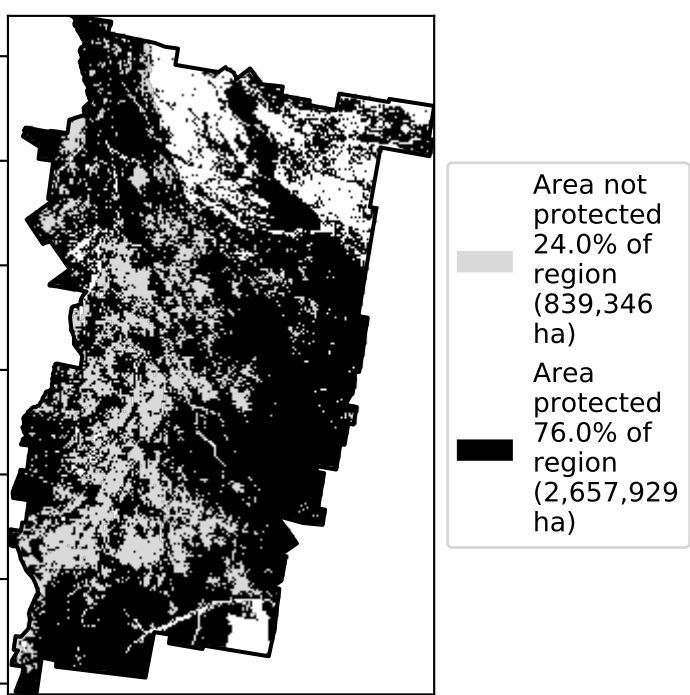 Area not
protected
24.0% of
region
(839,346
ha)
Area
protected
76.0% of
region
(2,657,929
ha)